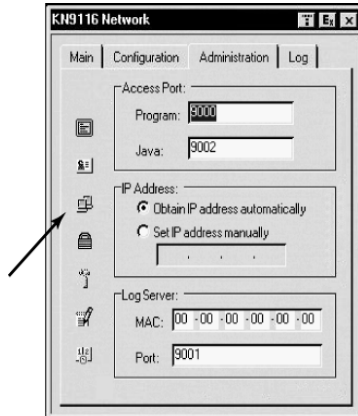 KN9116 Network
Main Configuration Administration Log
Access Port:
Program: 9000
Java: 9002
IP Address:
Obtain IP address automatically
Set IP address manually
. . .
Log Server:
MAC: 00 -00 -00 -00 -00 -00
Port: 9001